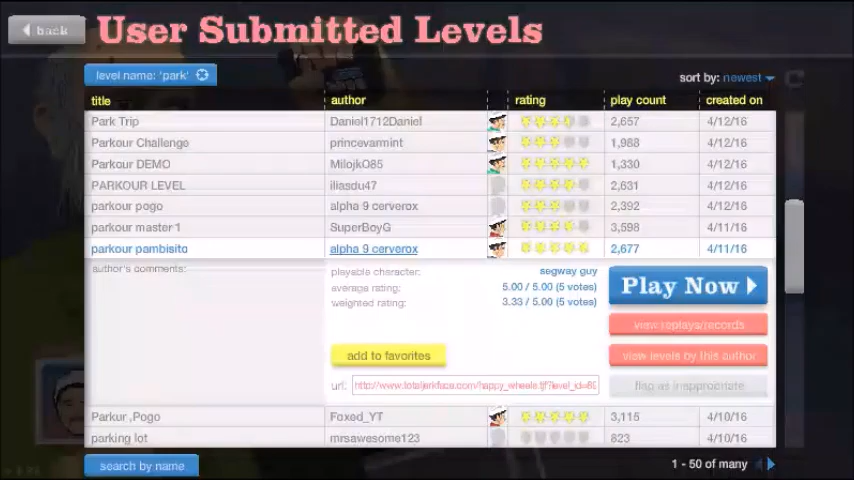 back
User Submitted Levels
level name: 'park'
sort by: newest
title author rating play count created on
Park Trip Daniel1712Daniel 2,657 4/12/16
Parkour Challenge princevarmint 1,988 4/12/16
Parkour DEMO MilojkO85 1,330 4/12/16
PARKOUR LEVEL iliasdu47 2,631 4/12/16
parkour pogo alpha 9 cerverox 2,392 4/12/16
parkour master 1 SuperBoyG 3,598 4/11/16
parkour pambisito alpha 9 cerverox 2,677 4/11/16
author's comments:
playable character: segway guy
average rating: 5.00 / 5.00 (5 votes)
weighted rating: 3.33 / 5.00 (5 votes)
Play Now
view replays/records
add to favorites
view levels by this author
url: http://www.totaljerkface.com/happy_wheels.tjf?level_id=
flag as inappropriate
Parkur ,Pogo Foxed_YT 3,115 4/10/16
parking lot mrsawesome123 823 4/10/16
search by name
1 - 50 of many